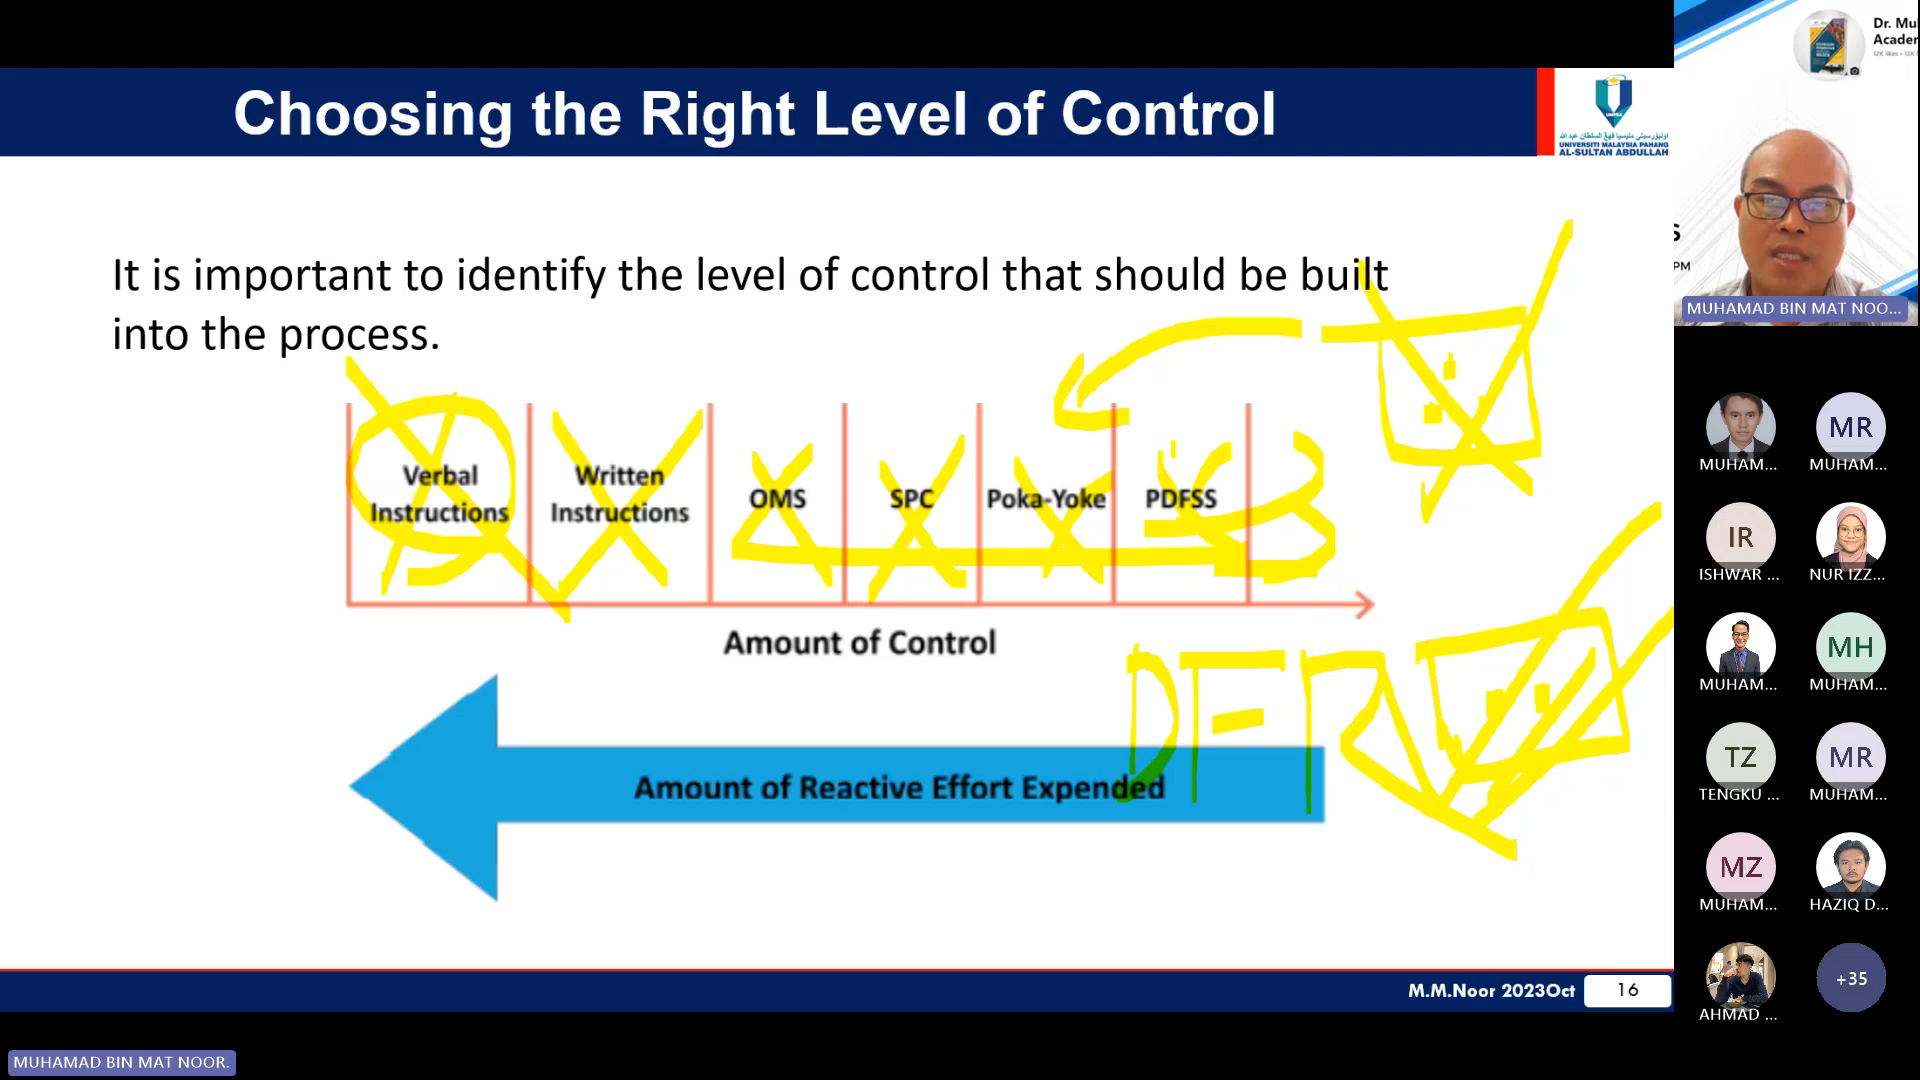 Choosing the Right Level of Control
UNIVERSITI MALAYSIA PAHANG
AL-SULTAN ABDULLAH
It is important to identify the level of control that should be built
into the process.
Verbal
Instructions
Written
Instructions
OMS
SPC
Poka-Yoke
PDFSS
Amount of Control
DFR
Amount of Reactive Effort Expended
M.M.Noor 2023Oct
16
MUHAMAD BIN MAT NOOR.
Dr. Mu
Acader
S
PM
MUHAMAD BIN MAT NOO...
MR
MUHAM...
MUHAM...
IR
ISHWAR ...
NUR IZZ...
MH
MUHAM...
MUHAM...
TZ
MR
TENGKU ...
MUHAM...
MZ
MUHAM...
HAZIQ D...
+35
AHMAD ...